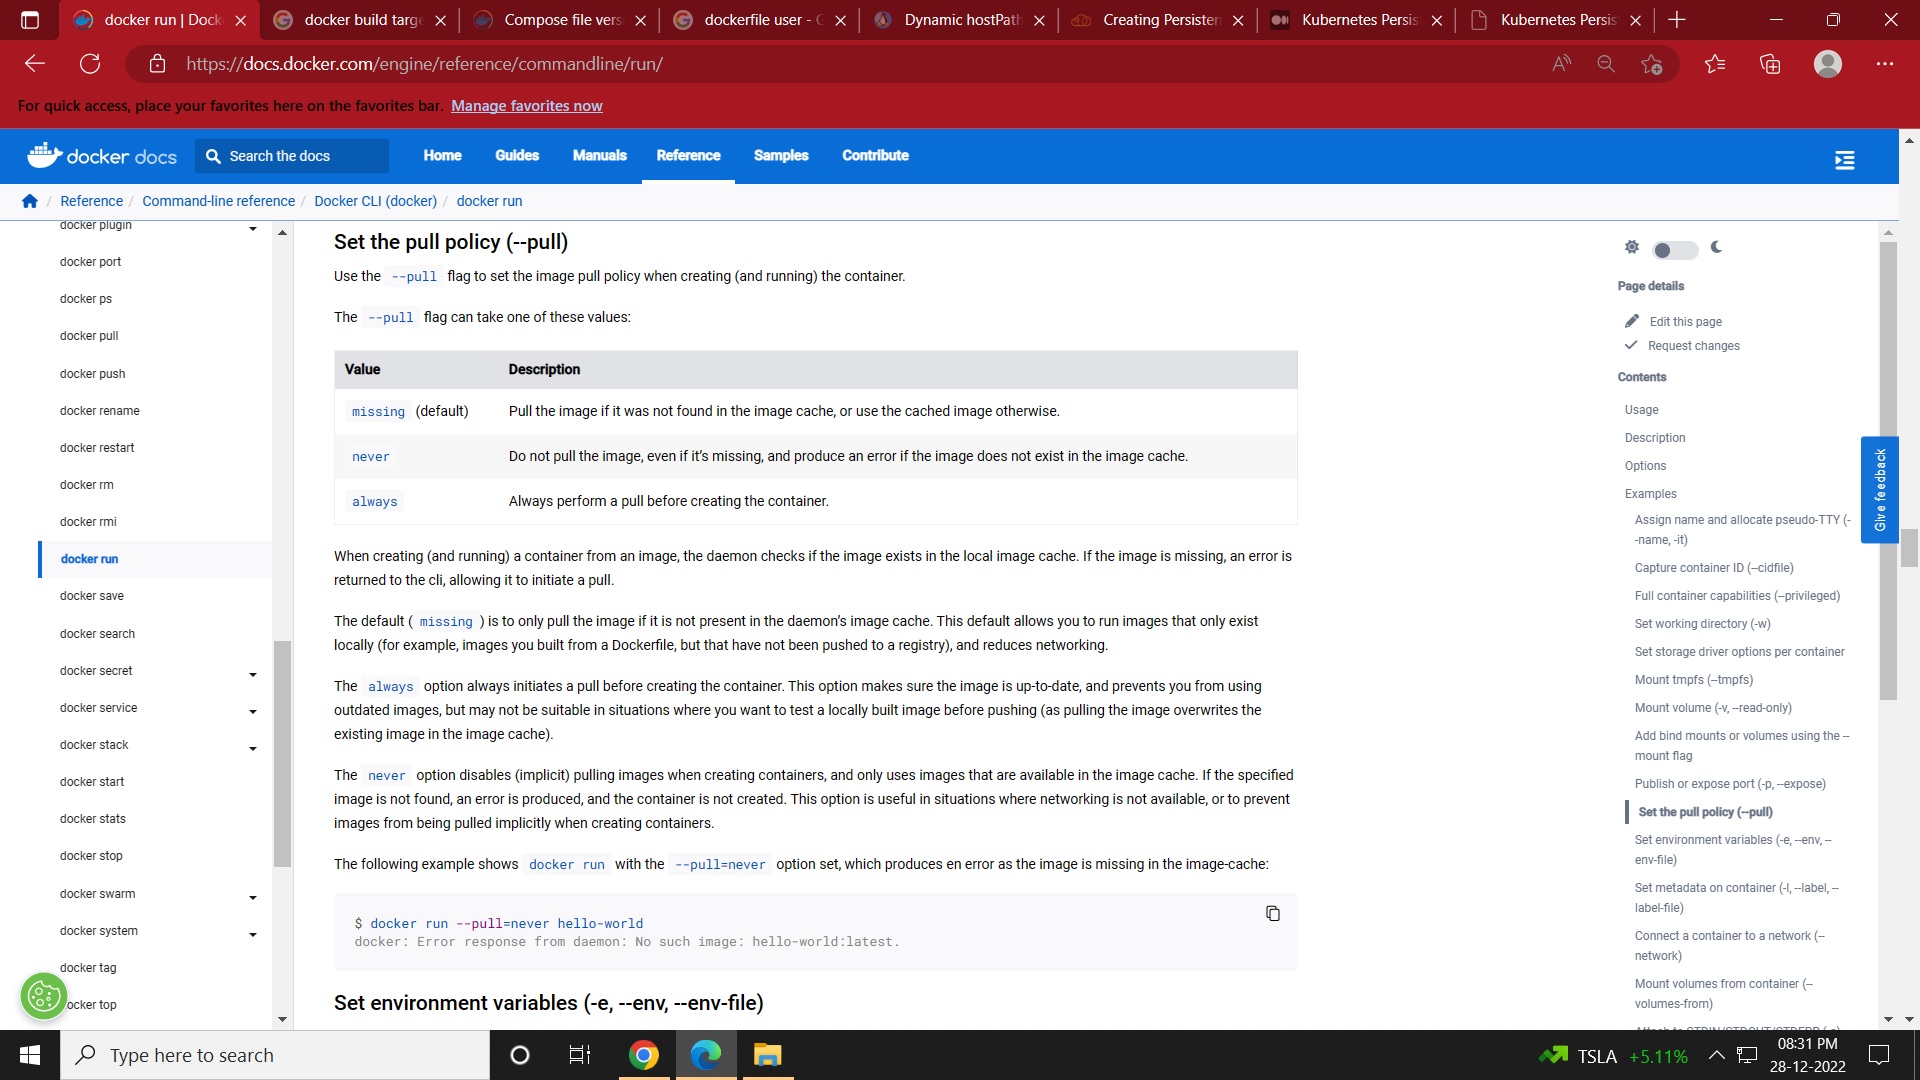 docker run | Dock
docker build targe
Compose file vers
dockerfile user - G
Dynamic hostPath
Creating Persisten
Kubernetes Persis
Kubernetes Persis
https://docs.docker.com/engine/reference/commandline/run/
For quick access, place your favorites here on the favorites bar. Manage favorites now
docker docs
Search the docs
Home
Guides
Manuals
Reference
Samples
Contribute
/ Reference / Command-line reference / Docker CLI (docker) / docker run
docker plugin
docker port
docker ps
docker pull
docker push
docker rename
docker restart
docker rm
docker rmi
docker run
docker save
docker search
docker secret
docker service
docker stack
docker start
docker stats
docker stop
docker swarm
docker system
docker tag
ocker top
Set the pull policy (--pull)
Use the --pull flag to set the image pull policy when creating (and running) the container.
The --pull flag can take one of these values:
Value Description
missing (default) Pull the image if it was not found in the image cache, or use the cached image otherwise.
never Do not pull the image, even if it's missing, and produce an error if the image does not exist in the image cache.
always Always perform a pull before creating the container.
When creating (and running) a container from an image, the daemon checks if the image exists in the local image cache. If the image is missing, an error is
returned to the cli, allowing it to initiate a pull.
The default ( missing ) is to only pull the image if it is not present in the daemon's image cache. This default allows you to run images that only exist
locally (for example, images you built from a Dockerfile, but that have not been pushed to a registry), and reduces networking.
The always option always initiates a pull before creating the container. This option makes sure the image is up-to-date, and prevents you from using
outdated images, but may not be suitable in situations where you want to test a locally built image before pushing (as pulling the image overwrites the
existing image in the image cache).
The never option disables (implicit) pulling images when creating containers, and only uses images that are available in the image cache. If the specified
image is not found, an error is produced, and the container is not created. This option is useful in situations where networking is not available, or to prevent
images from being pulled implicitly when creating containers.
The following example shows docker run with the --pull=never option set, which produces en error as the image is missing in the image-cache:
$ docker run --pull=never hello-world
docker: Error response from daemon: No such image: hello-world:latest.
Set environment variables (-e, --env, --env-file)
Page details
Edit this page
Request changes
Contents
Usage
Description
Options
Examples
Assign name and allocate pseudo-TTY (-
-name, -it)
Capture container ID (--cidfile)
Full container capabilities (--privileged)
Set working directory (-w)
Set storage driver options per container
Mount tmpfs (--tmpfs)
Mount volume (-v, --read-only)
Add bind mounts or volumes using the --
mount flag
Publish or expose port (-p, --expose)
Set the pull policy (--pull)
Set environment variables (-e, --env, --
env-file)
Set metadata on container (-l, --label, --
label-file)
Connect a container to a network (--
network)
Mount volumes from container (--
volumes-from)
Attach to STDIN/STDOUT/STDERR (-a)
Give feedback
Type here to search
TSLA +5.11%
08:31 PM
28-12-2022